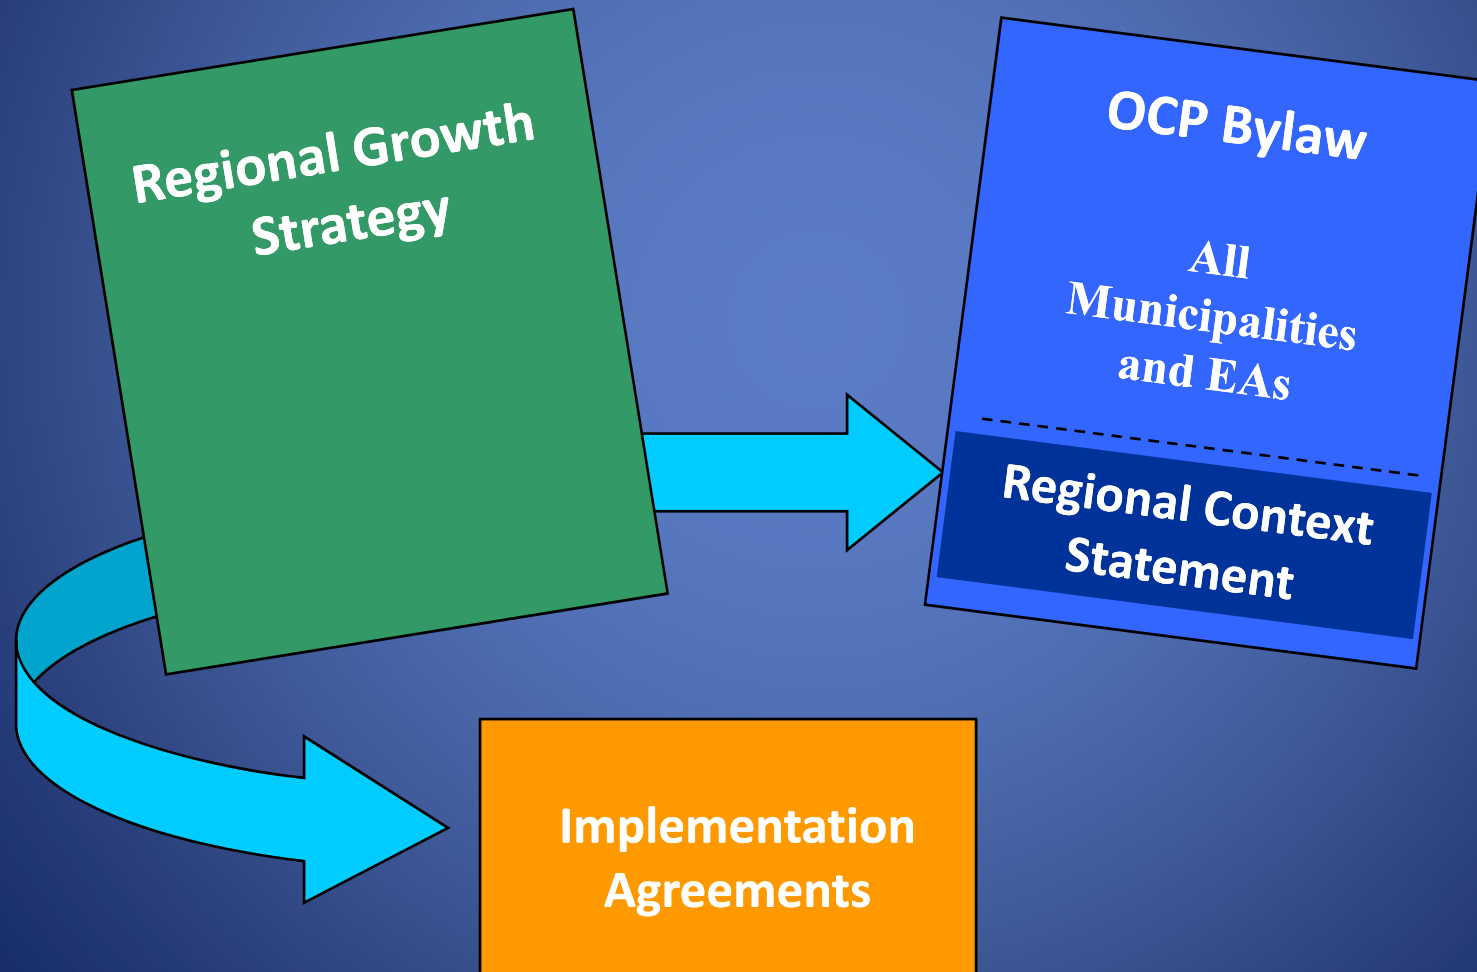 Regional Growth
Strategy
OCP Bylaw
All
Municipalities
and EAs
Regional Context
Statement
Implementation
Agreements